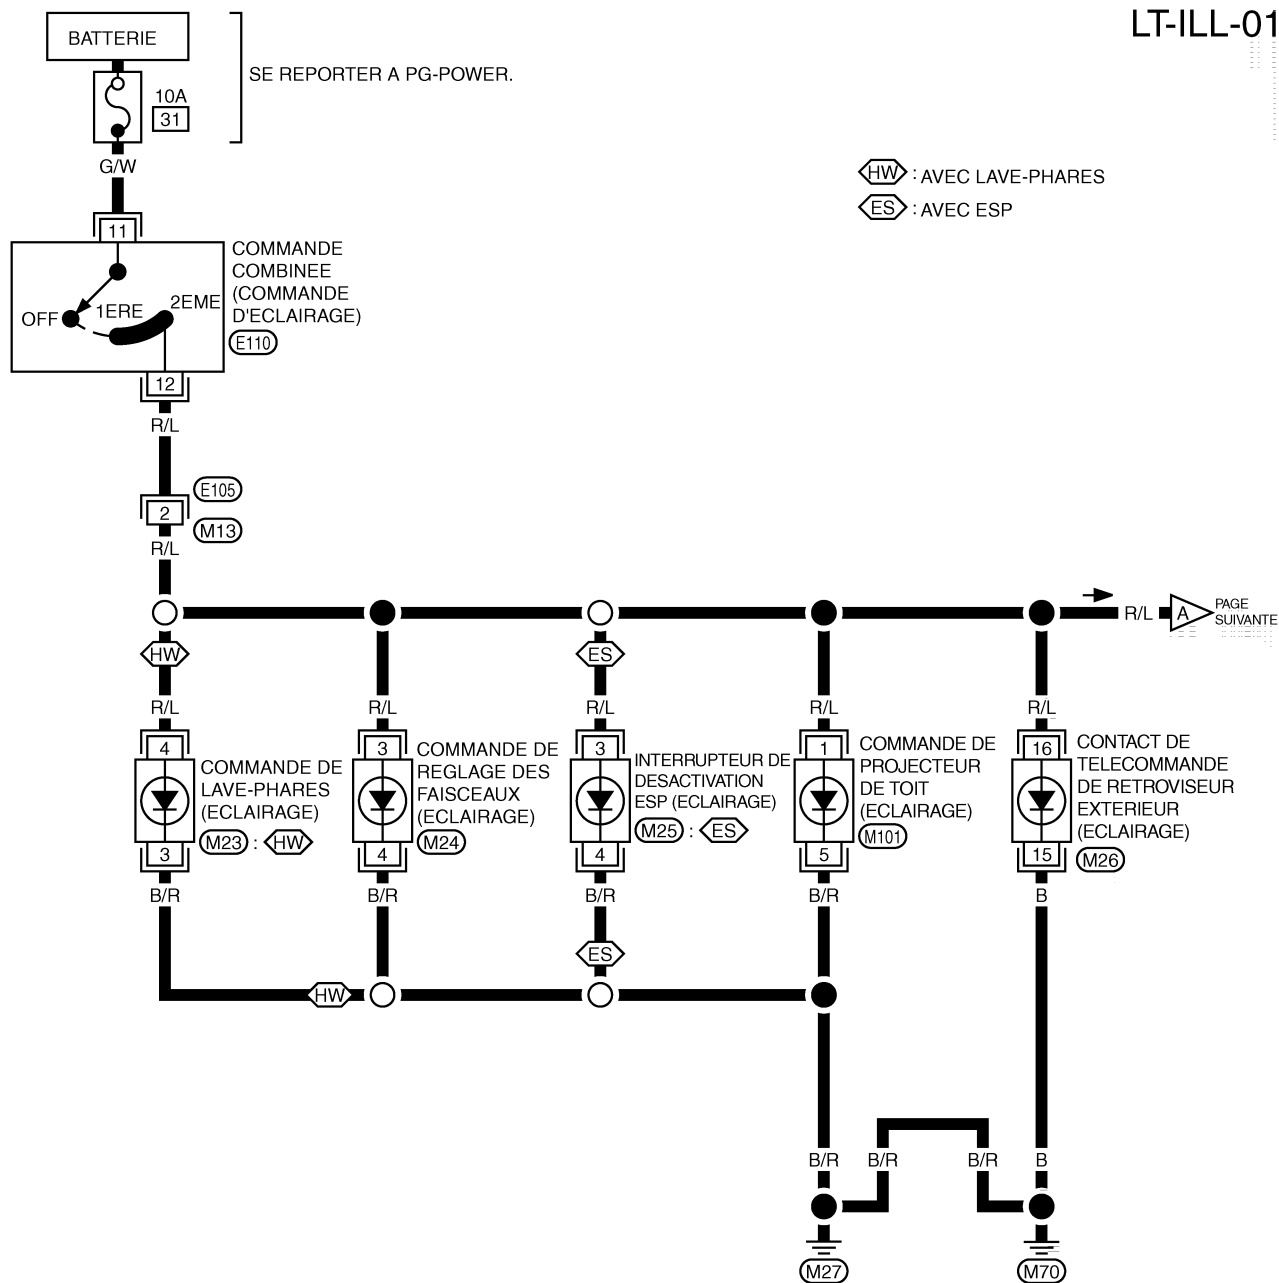 LT-ILL-01
BATTERIE
SE REPORTER A PG-POWER.
10A
31
G/W
HW : AVEC LAVE-PHARES
ES : AVEC ESP
11
COMMANDE
COMBINEE
(COMMANDE
D'ECLAIRAGE)
E110
OFF
1ERE
2EME
12
R/L
E105
2
M13
R/L
R/L
A
PAGE
SUIVANTE
HW
ES
R/L
R/L
R/L
R/L
R/L
4
COMMANDE DE
LAVE-PHARES
(ECLAIRAGE)
M23 : HW
3
3
COMMANDE DE
REGLAGE DES
FAISCEAUX
(ECLAIRAGE)
M24
4
3
INTERRUPTEUR DE
DESACTIVATION
ESP (ECLAIRAGE)
M25 : ES
4
1
COMMANDE DE
PROJECTEUR
DE TOIT
(ECLAIRAGE)
M101
5
16
CONTACT DE
TELECOMMANDE
DE RETROVISEUR
EXTERIEUR
(ECLAIRAGE)
M26
15
B/R
B/R
B/R
B/R
B
ES
HW
B/R
B/R
B/R
B
M27
M70